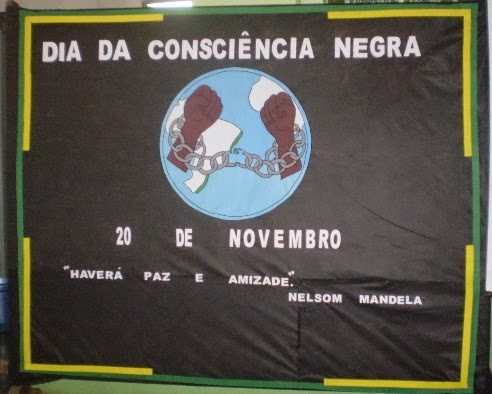 DIA DA CONSCIÊNCIA NEGRA
20 DE NOVEMBRO
"HAVERÁ PAZ E AMIZADE".
NELSOM MANDELA